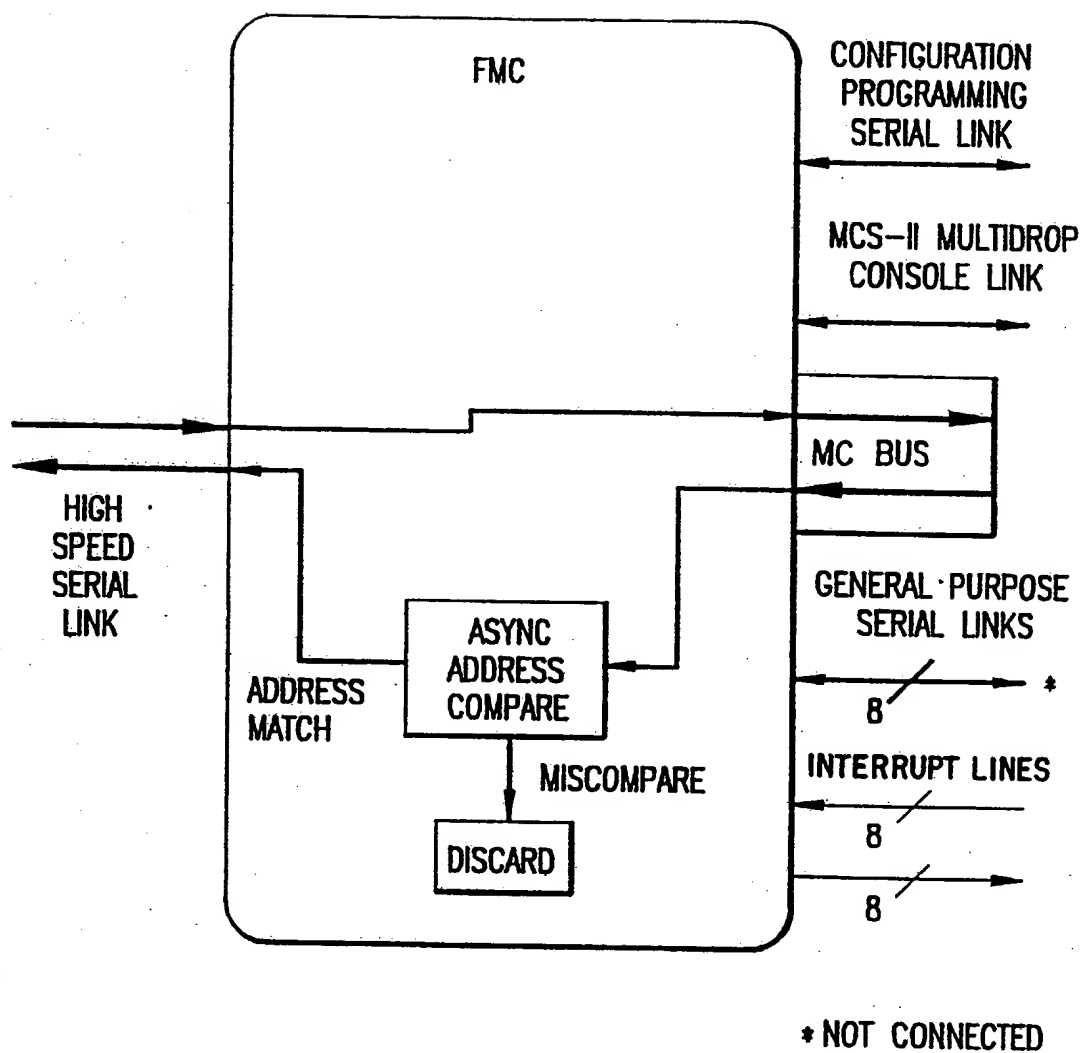 FMC
CONFIGURATION
PROGRAMMING
SERIAL LINK
MCS-II MULTIDROP
CONSOLE LINK
MC BUS
HIGH
SPEED
SERIAL
LINK
GENERAL PURPOSE
SERIAL LINKS
8
*
ASYNC
ADDRESS
COMPARE
ADDRESS
MATCH
MISCOMPARE
DISCARD
INTERRUPT LINES
8
8
* NOT CONNECTED